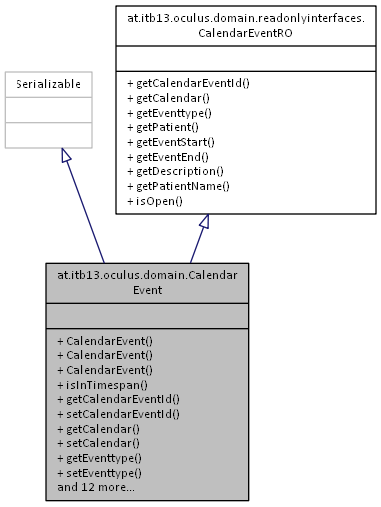 at.itb13.oculus.domain.readonlyinterfaces.
CalendarEventRO
+ getCalendarEventId()
+ getCalendar()
+ getEventtype()
+ getPatient()
+ getEventStart()
+ getEventEnd()
+ getDescription()
+ getPatientName()
+ isOpen()
Serializable
at.itb13.oculus.domain.Calendar
Event
+ CalendarEvent()
+ CalendarEvent()
+ CalendarEvent()
+ isInTimespan()
+ getCalendarEventId()
+ setCalendarEventId()
+ getCalendar()
+ setCalendar()
+ getEventtype()
+ setEventtype()
and 12 more...